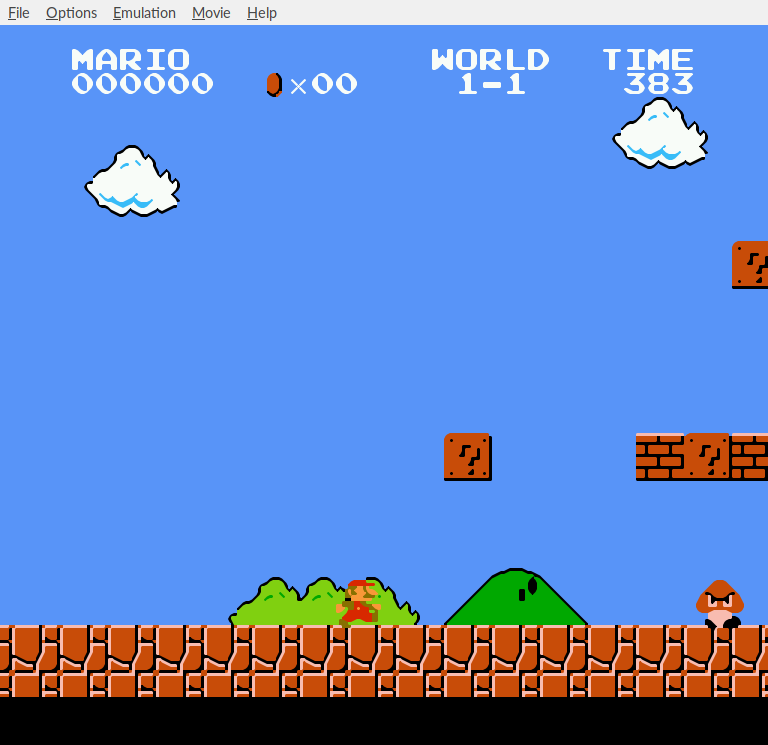 File Options Emulation Movie Help
MARIO WORLD TIME
000000 ×00 1-1 383
? ? ?